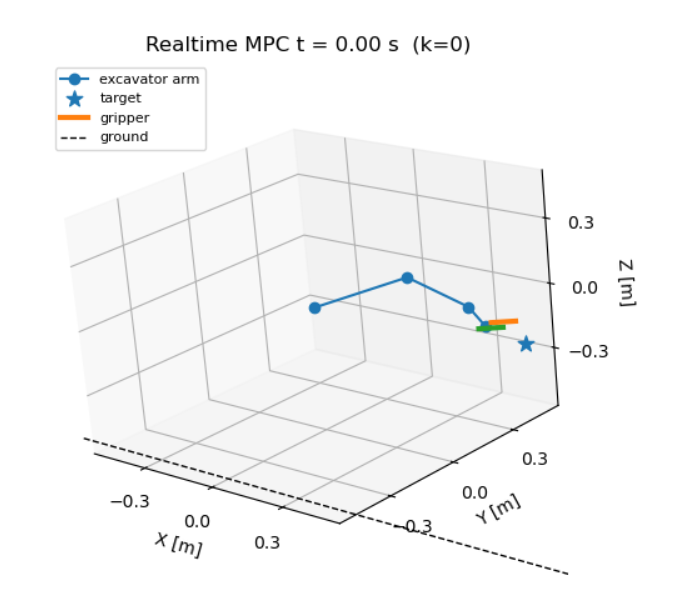 Realtime MPC t = 0.00 s (k=0)
excavator arm
target
gripper
ground
0.3
0.0
−0.3
Z [m]
0.3
0.0
−0.3
Y [m]
−0.3
0.0
0.3
X [m]